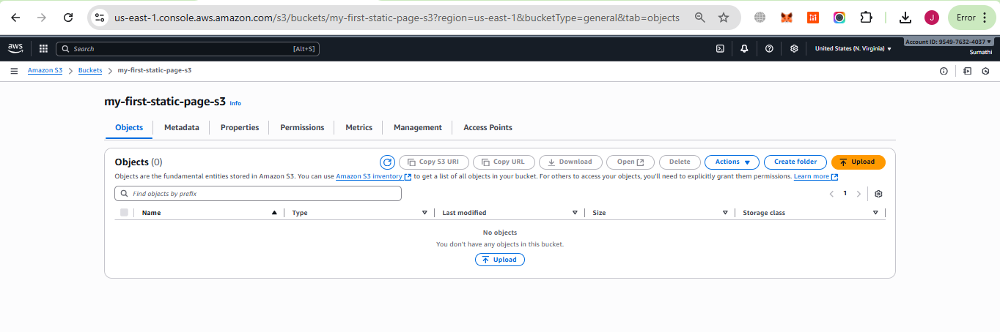 us-east-1.console.aws.amazon.com/s3/buckets/my-first-static-page-s3?region=us-east-1&bucketType=general&tab=objects
J
Error
aws
Search
[Alt+S]
United States (N. Virginia)
Account ID: 9549-7632-4037
Sumathi
Amazon S3 > Buckets > my-first-static-page-s3
my-first-static-page-s3 Info
Objects Metadata Properties Permissions Metrics Management Access Points
Objects (0)
Copy S3 URI Copy URL Download Open Delete Actions Create folder Upload
Objects are the fundamental entities stored in Amazon S3. You can use Amazon S3 inventory to get a list of all objects in your bucket. For others to access your objects, you'll need to explicitly grant them permissions. Learn more
Find objects by prefix
1
Name Type Last modified Size Storage class
No objects
You don't have any objects in this bucket.
Upload